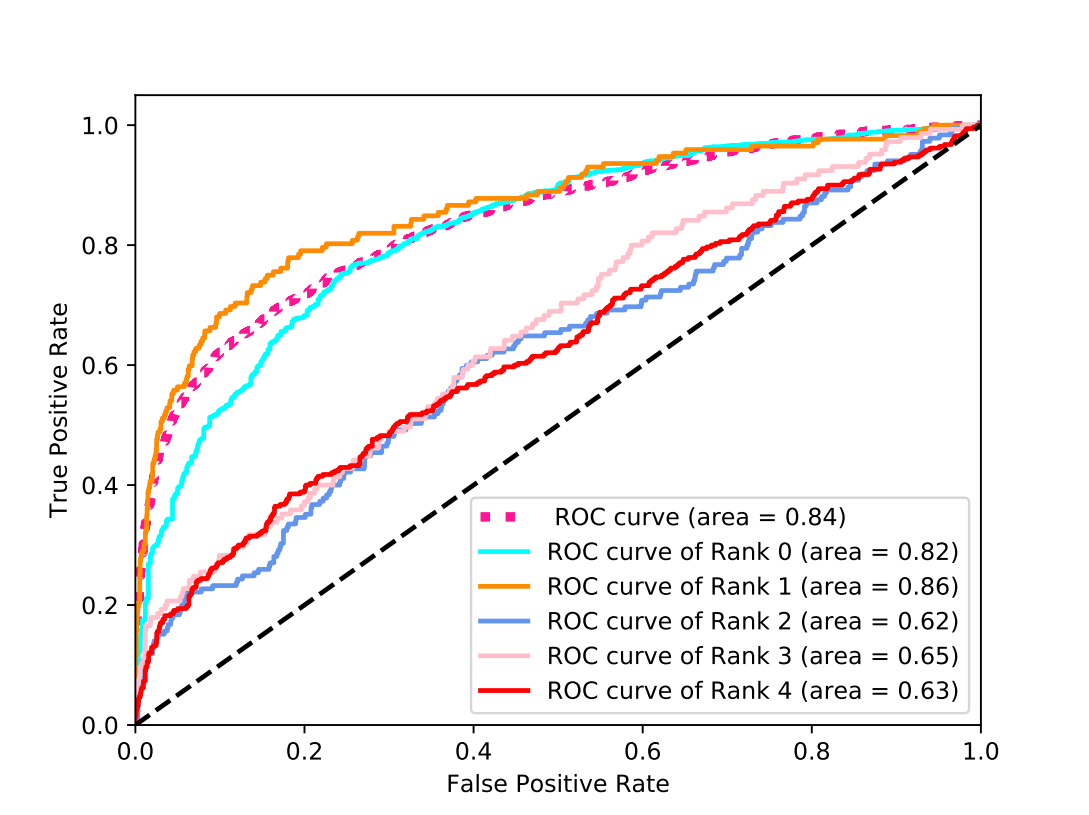 1.0
0.8
0.6
0.4
0.2
0.0
True Positive Rate
ROC curve (area = 0.84)
ROC curve of Rank 0 (area = 0.82)
ROC curve of Rank 1 (area = 0.86)
ROC curve of Rank 2 (area = 0.62)
ROC curve of Rank 3 (area = 0.65)
ROC curve of Rank 4 (area = 0.63)
0.0 0.2 0.4 0.6 0.8 1.0
False Positive Rate